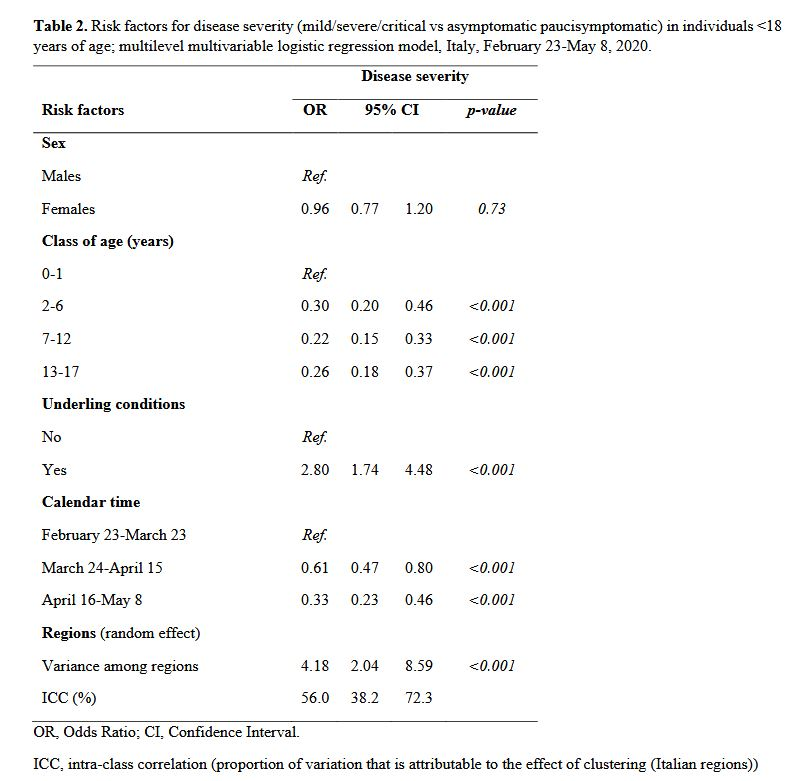 Table 2. Risk factors for disease severity (mild/severe/critical vs asymptomatic paucisymptomatic) in individuals <18
years of age; multilevel multivariable logistic regression model, Italy, February 23-May 8, 2020.
Disease severity
Risk factors OR 95% CI p-value
Sex
Males Ref.
Females 0.96 0.77 1.20 0.73
Class of age (years)
0-1 Ref.
2-6 0.30 0.20 0.46 <0.001
7-12 0.22 0.15 0.33 <0.001
13-17 0.26 0.18 0.37 <0.001
Underling conditions
No Ref.
Yes 2.80 1.74 4.48 <0.001
Calendar time
February 23-March 23 Ref.
March 24-April 15 0.61 0.47 0.80 <0.001
April 16-May 8 0.33 0.23 0.46 <0.001
Regions (random effect)
Variance among regions 4.18 2.04 8.59 <0.001
ICC (%) 56.0 38.2 72.3
OR, Odds Ratio; CI, Confidence Interval.
ICC, intra-class correlation (proportion of variation that is attributable to the effect of clustering (Italian regions))